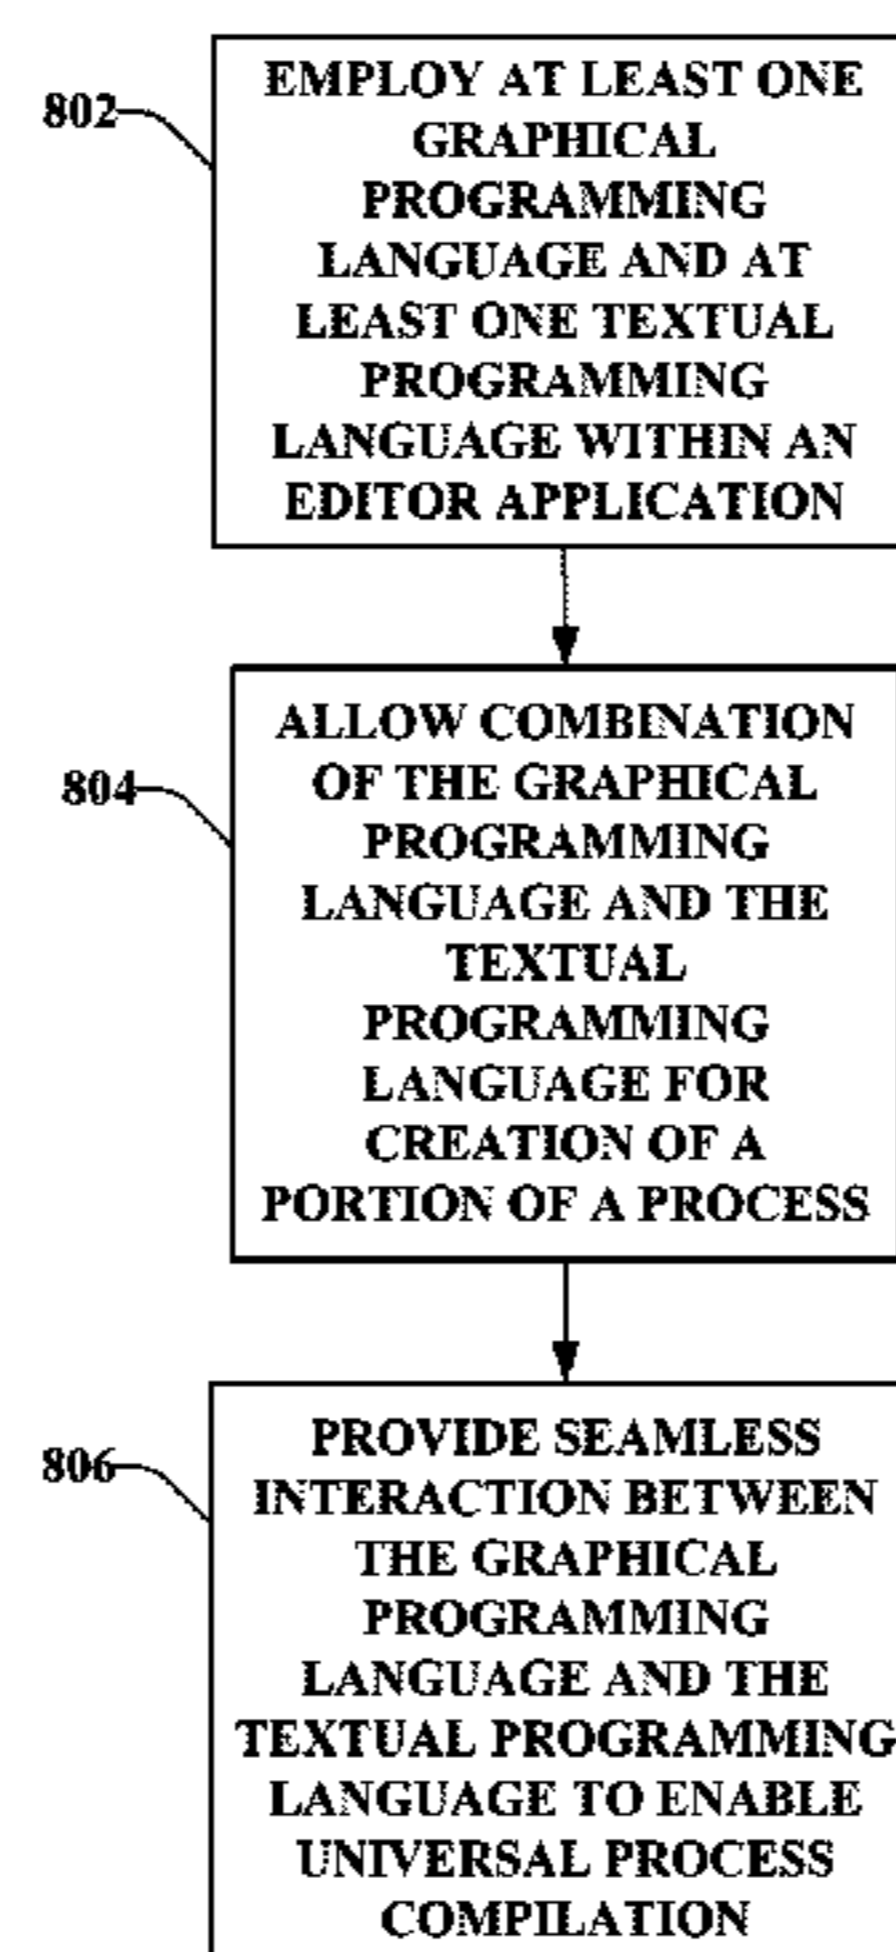 802
EMPLOY AT LEAST ONE
GRAPHICAL
PROGRAMMING
LANGUAGE AND AT
LEAST ONE TEXTUAL
PROGRAMMING
LANGUAGE WITHIN AN
EDITOR APPLICATION
804
ALLOW COMBINATION
OF THE GRAPHICAL
PROGRAMMING
LANGUAGE AND THE
TEXTUAL
PROGRAMMING
LANGUAGE FOR
CREATION OF A
PORTION OF A PROCESS
806
PROVIDE SEAMLESS
INTERACTION BETWEEN
THE GRAPHICAL
PROGRAMMING
LANGUAGE AND THE
TEXTUAL PROGRAMMING
LANGUAGE TO ENABLE
UNIVERSAL PROCESS
COMPILATION